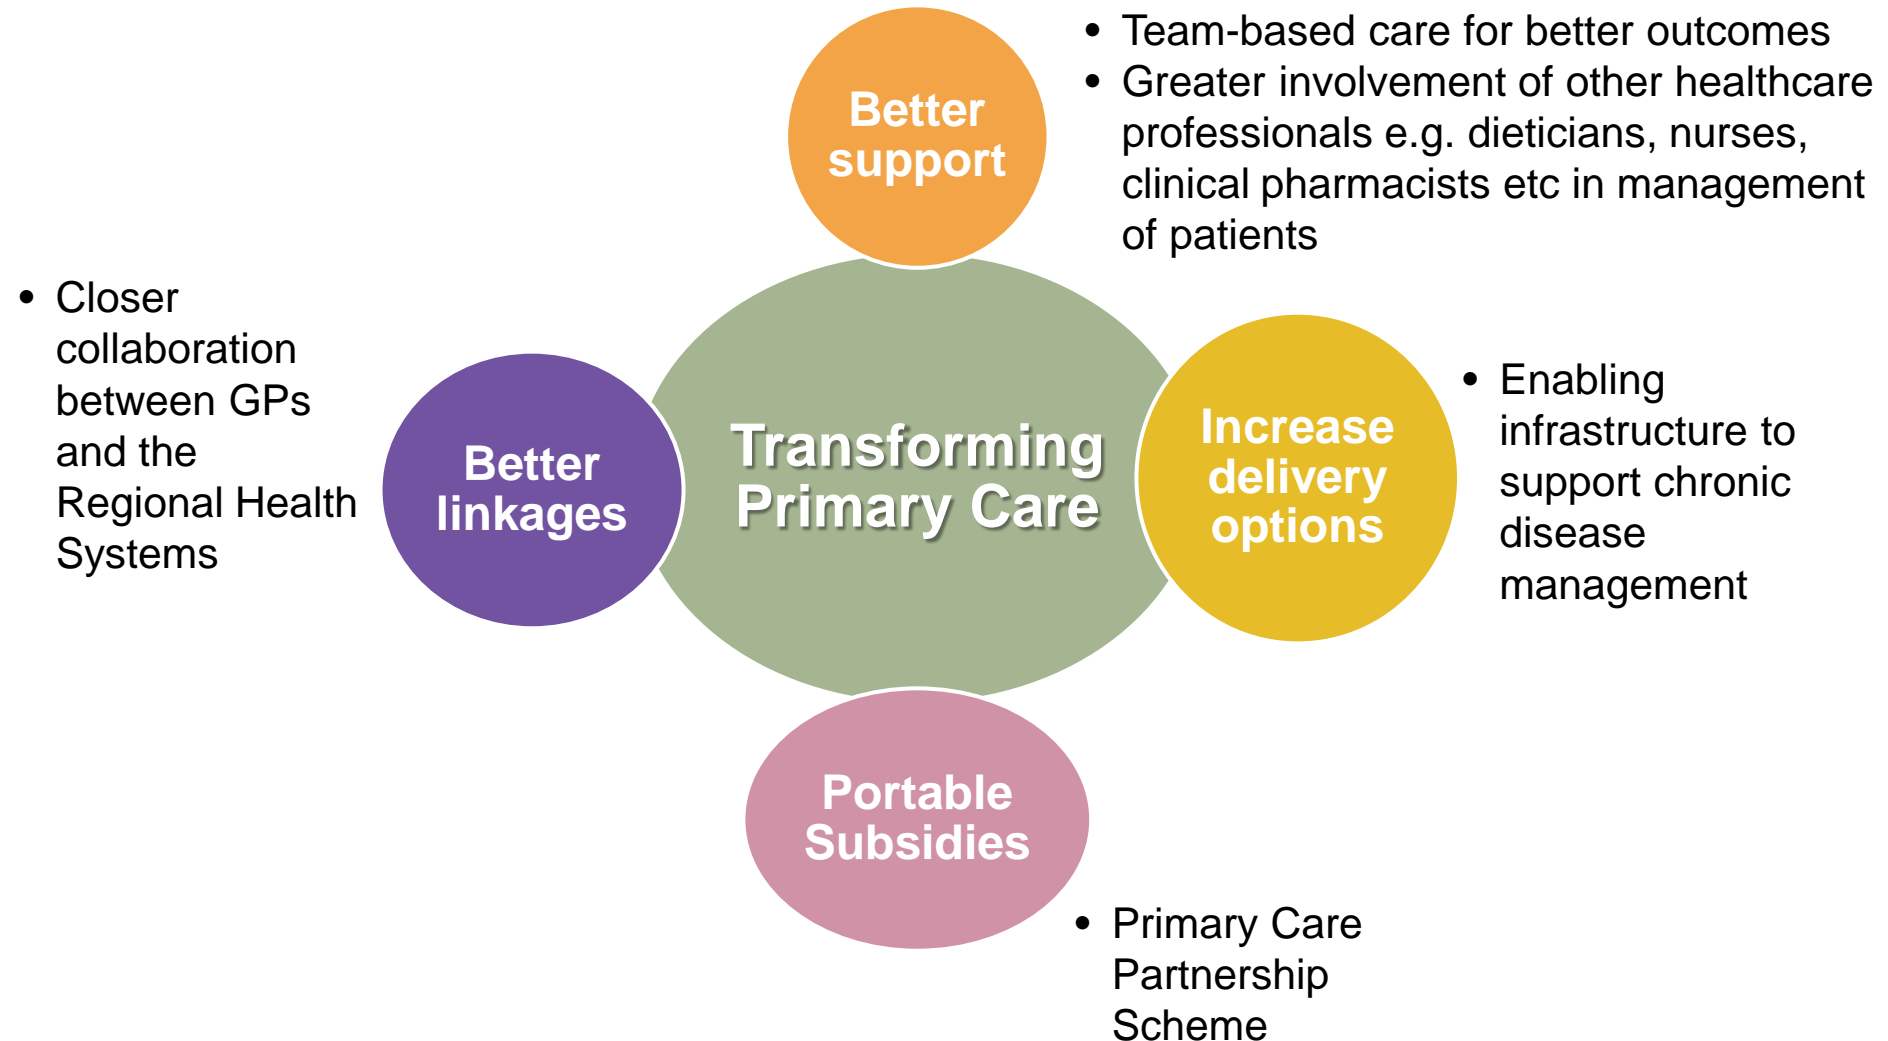 Better
support
• Team-based care for better outcomes
• Greater involvement of other healthcare
professionals e.g. dieticians, nurses,
clinical pharmacists etc in management
of patients
• Closer
collaboration
between GPs
and the
Regional Health
Systems
Better
linkages
Transforming
Primary Care
Increase
delivery
options
• Enabling
infrastructure to
support chronic
disease
management
Portable
Subsidies
• Primary Care
Partnership
Scheme